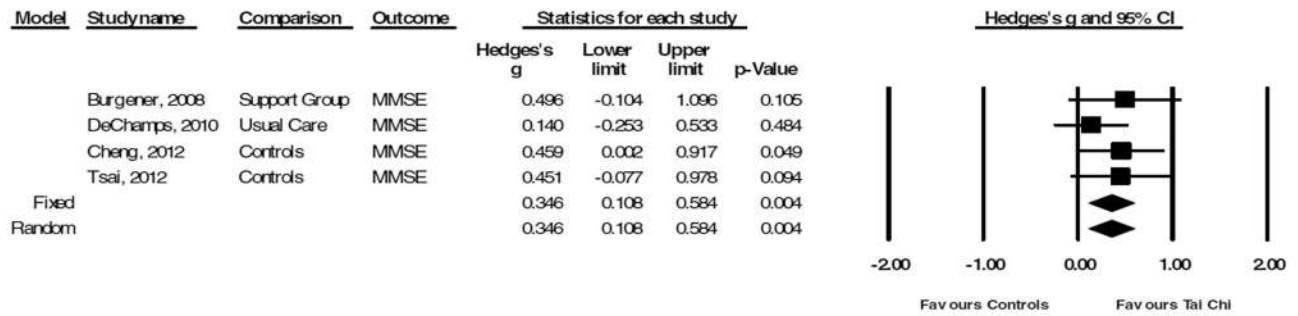 Model Study name Comparison Outcome Statistics for each study Hedges's g and 95% CI
Hedges's g Lower limit Upper limit p-Value
Burgener, 2008 Support Group MMSE 0.496 -0.104 1.096 0.105
DeChamps, 2010 Usual Care MMSE 0.140 -0.253 0.533 0.484
Cheng, 2012 Controls MMSE 0.459 0.002 0.917 0.049
Tsai, 2012 Controls MMSE 0.451 -0.077 0.978 0.094
Fixed 0.346 0.108 0.584 0.004
Random 0.346 0.108 0.584 0.004
-2.00 -1.00 0.00 1.00 2.00
Favours Controls Favours Tai Chi